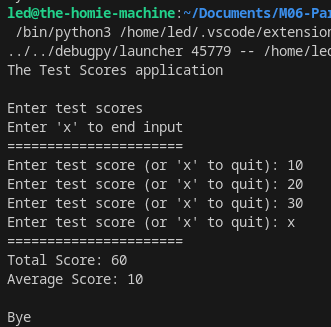 led@the-homie-machine:~/Documents/M06-Pa
/bin/python3 /home/led/.vscode/extension
../../debugpy/launcher 45779 -- /home/led
The Test Scores application
Enter test scores
Enter 'x' to end input
======================
Enter test score (or 'x' to quit): 10
Enter test score (or 'x' to quit): 20
Enter test score (or 'x' to quit): 30
Enter test score (or 'x' to quit): x
======================
Total Score: 60
Average Score: 10
Bye